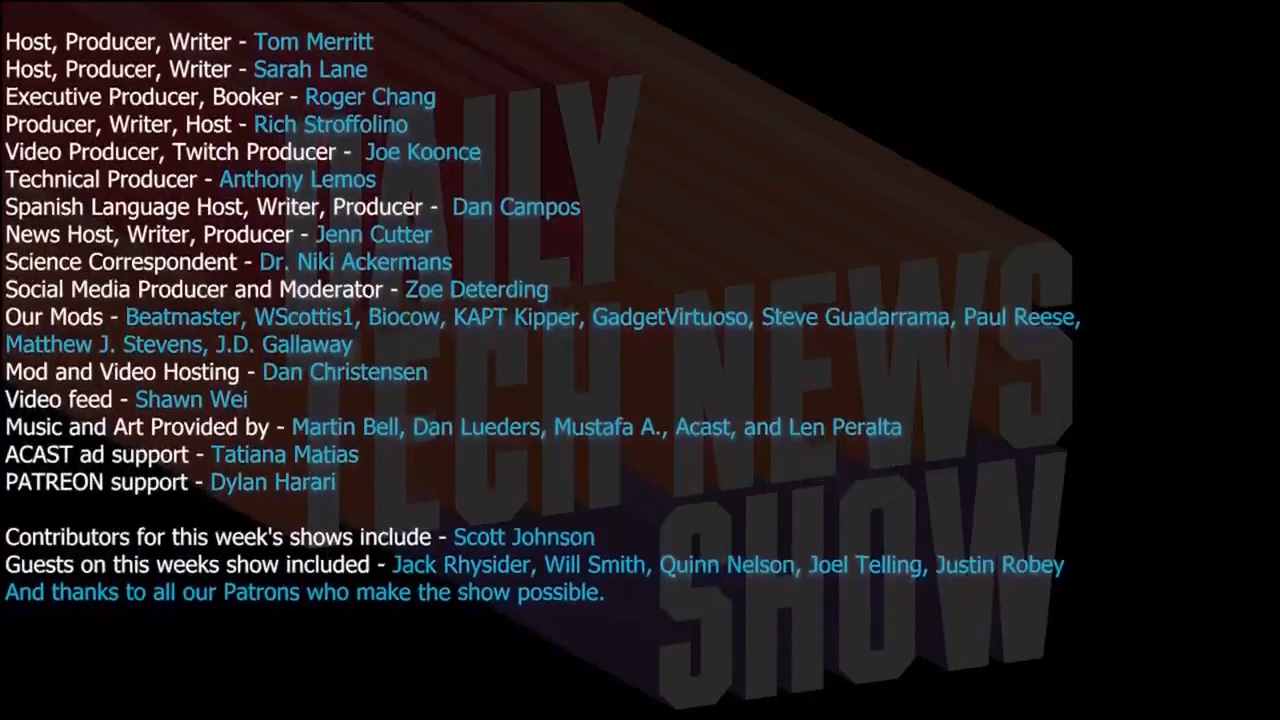 Host, Producer, Writer - Tom Merritt
Host, Producer, Writer - Sarah Lane
Executive Producer, Booker - Roger Chang
Producer, Writer, Host - Rich Stroffolino
Video Producer, Twitch Producer - Joe Koonce
Technical Producer - Anthony Lemos
Spanish Language Host, Writer, Producer - Dan Campos
News Host, Writer, Producer - Jenn Cutter
Science Correspondent - Dr. Niki Ackermans
Social Media Producer and Moderator - Zoe Deterding
Our Mods - Beatmaster, WScottis1, Biocow, KAPT Kipper, GadgetVirtuoso, Steve Guadarrama, Paul Reese,
Matthew J. Stevens, J.D. Gallaway
Mod and Video Hosting - Dan Christensen
Video feed - Shawn Wei
Music and Art Provided by - Martin Bell, Dan Lueders, Mustafa A., Acast, and Len Peralta
ACAST ad support - Tatiana Matias
PATREON support - Dylan Harari
Contributors for this week's shows include - Scott Johnson
Guests on this weeks show included - Jack Rhysider, Will Smith, Quinn Nelson, Joel Telling, Justin Robey
And thanks to all our Patrons who make the show possible.
DAILY
TECH NEWS
SHOW